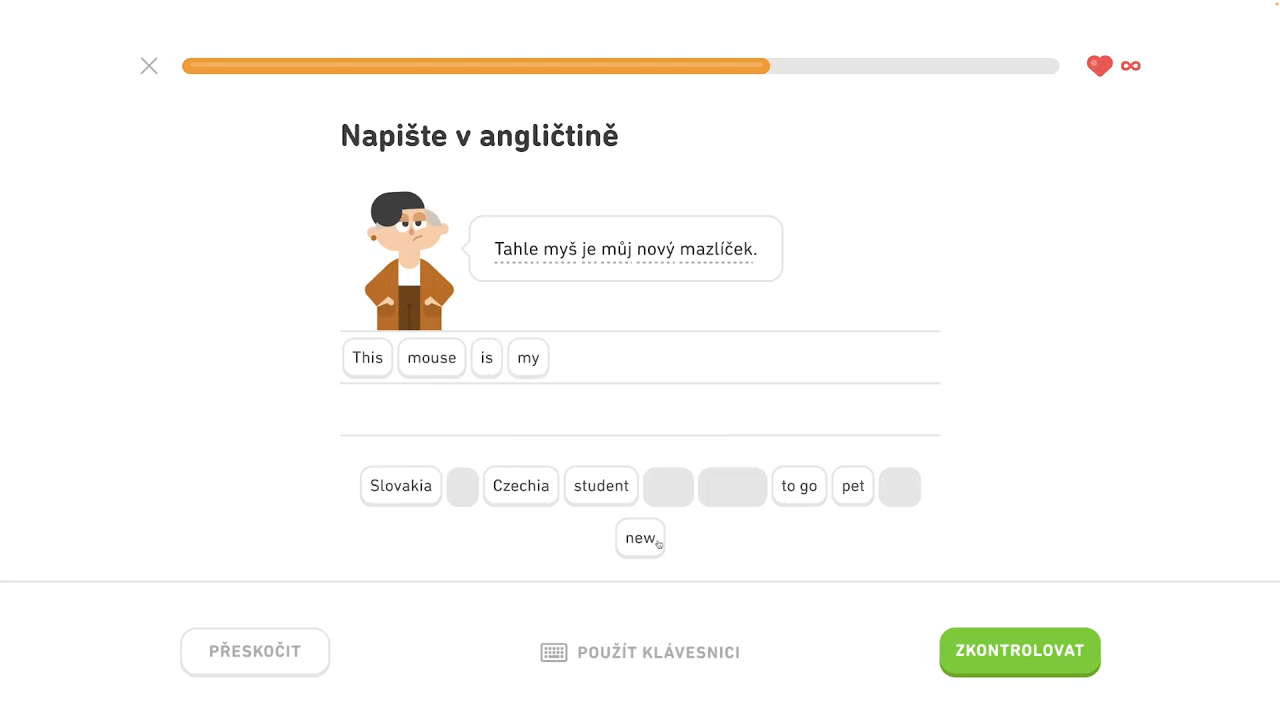 ∞
Napište v angličtině
Tahle myš je můj nový mazlíček.
This mouse is my
Slovakia Czechia student to go pet
new
PŘESKOČIT POUŽÍT KLÁVESNICI ZKONTROLOVAT